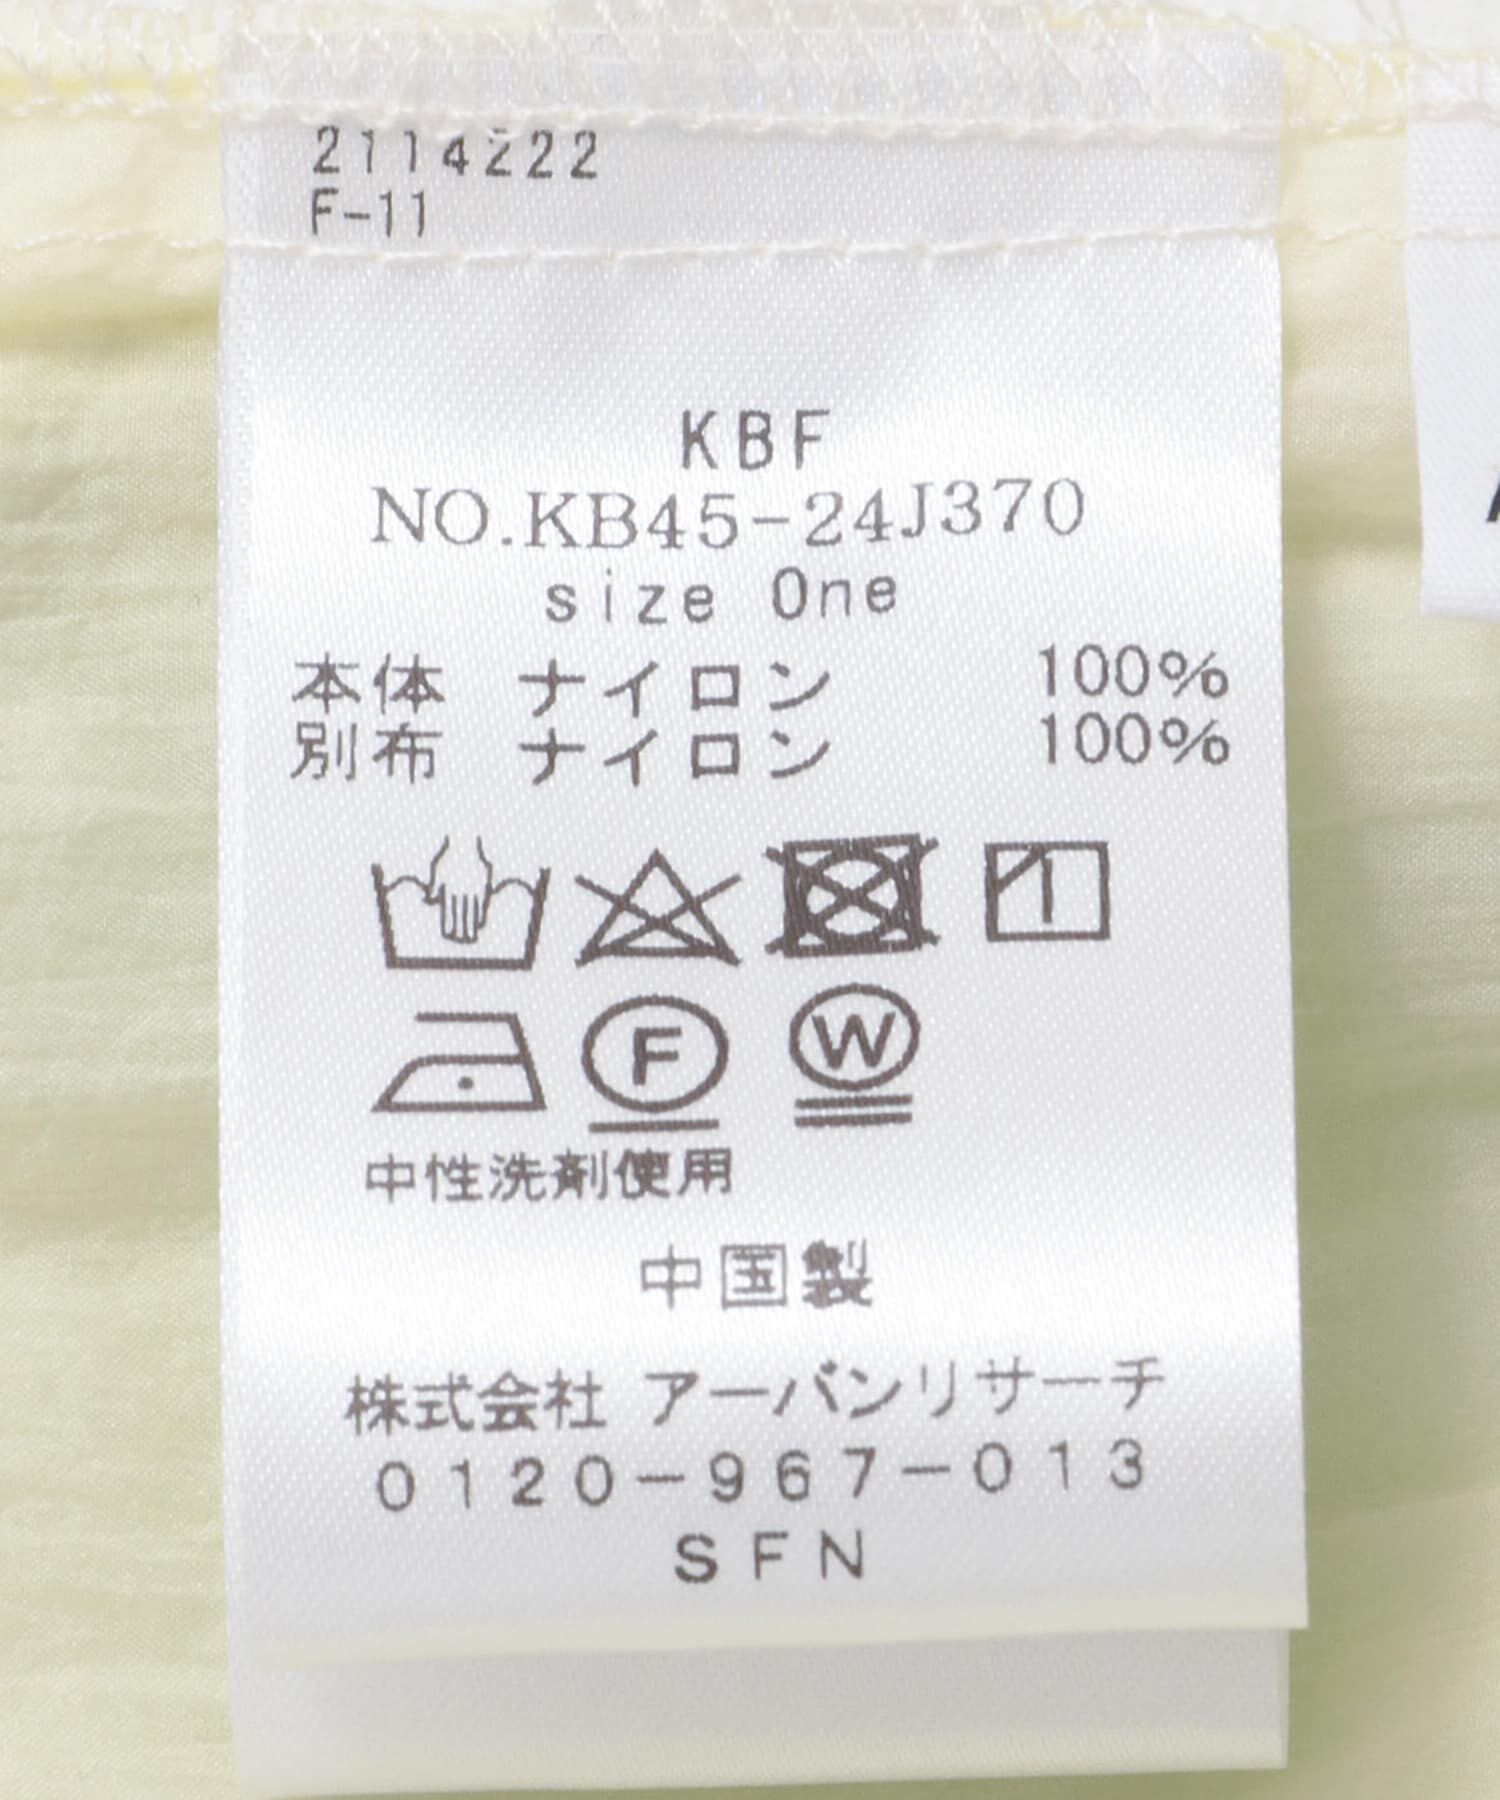 2114222
F-11
KBF
NO.KB45-24J370
size One
本体 ナイロン 100%
別布 ナイロン 100%
F W
中性洗剤使用
中国製
株式会社 アーバンリサーチ
0120-967-013
SFN